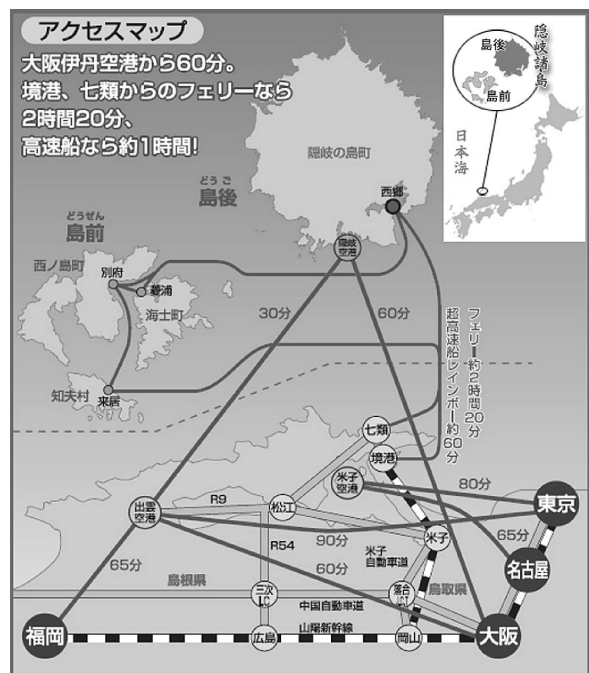 アクセスマップ
大阪伊丹空港から60分。
境港、七類からのフェリーなら
2時間20分、
高速船なら約1時間!
隠岐諸島
島後
島前
日本海
隠岐の島町
西郷
どうご
島後
どうぜん
島前
隠岐
空港
西ノ島町
別府
菱浦
海士町
30分
60分
フェリー約2時間20分
超高速船レインボー約60分
知夫村
来居
七類
境港
米子
空港
80分
東京
出雲
空港
R9
松江
90分
米子
65分
R54
60分
米子
自動車道
名古屋
65分
島根県
鳥取県
三次
I.C
中国自動車道
落合
JCT
福岡
広島
山陽新幹線
岡山
大阪